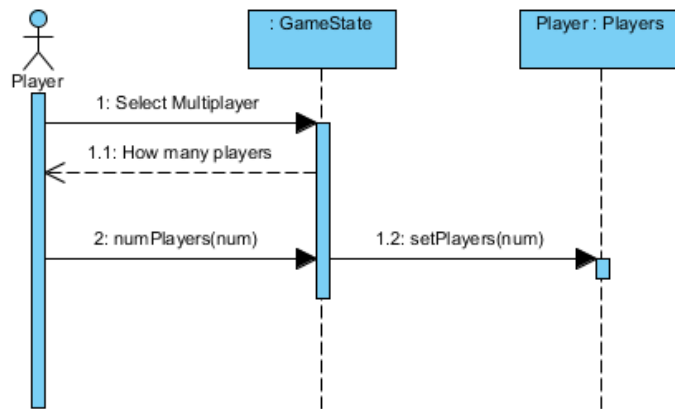 : GameState
Player : Players
Player
1: Select Multiplayer
1.1: How many players
2: numPlayers(num)
1.2: setPlayers(num)